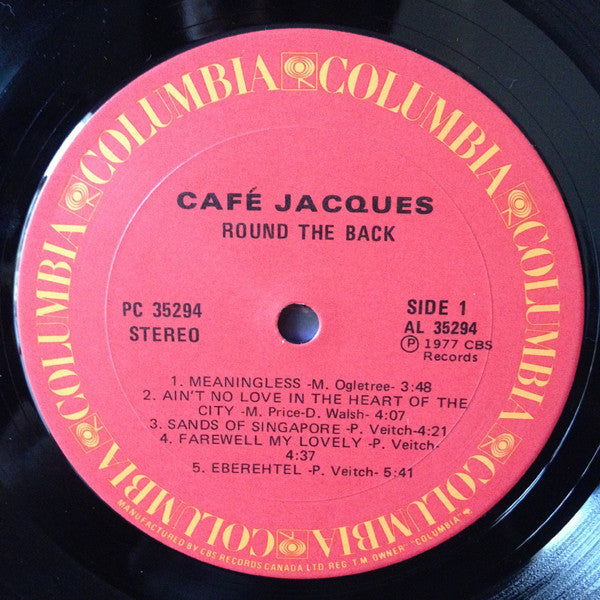 COLUMBIA COLUMBIA COLUMBIA COLUMBIA COLUMBIA COLUMBIA
CAFÉ JACQUES
ROUND THE BACK
PC 35294
STEREO
SIDE 1
AL 35294
Ⓟ 1977 CBS
Records
1. MEANINGLESS -M. Ogletree- 3:48
2. AIN'T NO LOVE IN THE HEART OF THE
CITY -M. Price-D. Walsh- 4:07
3. SANDS OF SINGAPORE -P. Veitch-4:21
4. FAREWELL MY LOVELY -P. Veitch-
4:37
5. EBEREHTEL -P. Veitch- 5:41
MANUFACTURED BY CBS RECORDS CANADA LTD REG. T.M. OWNER "COLUMBIA"